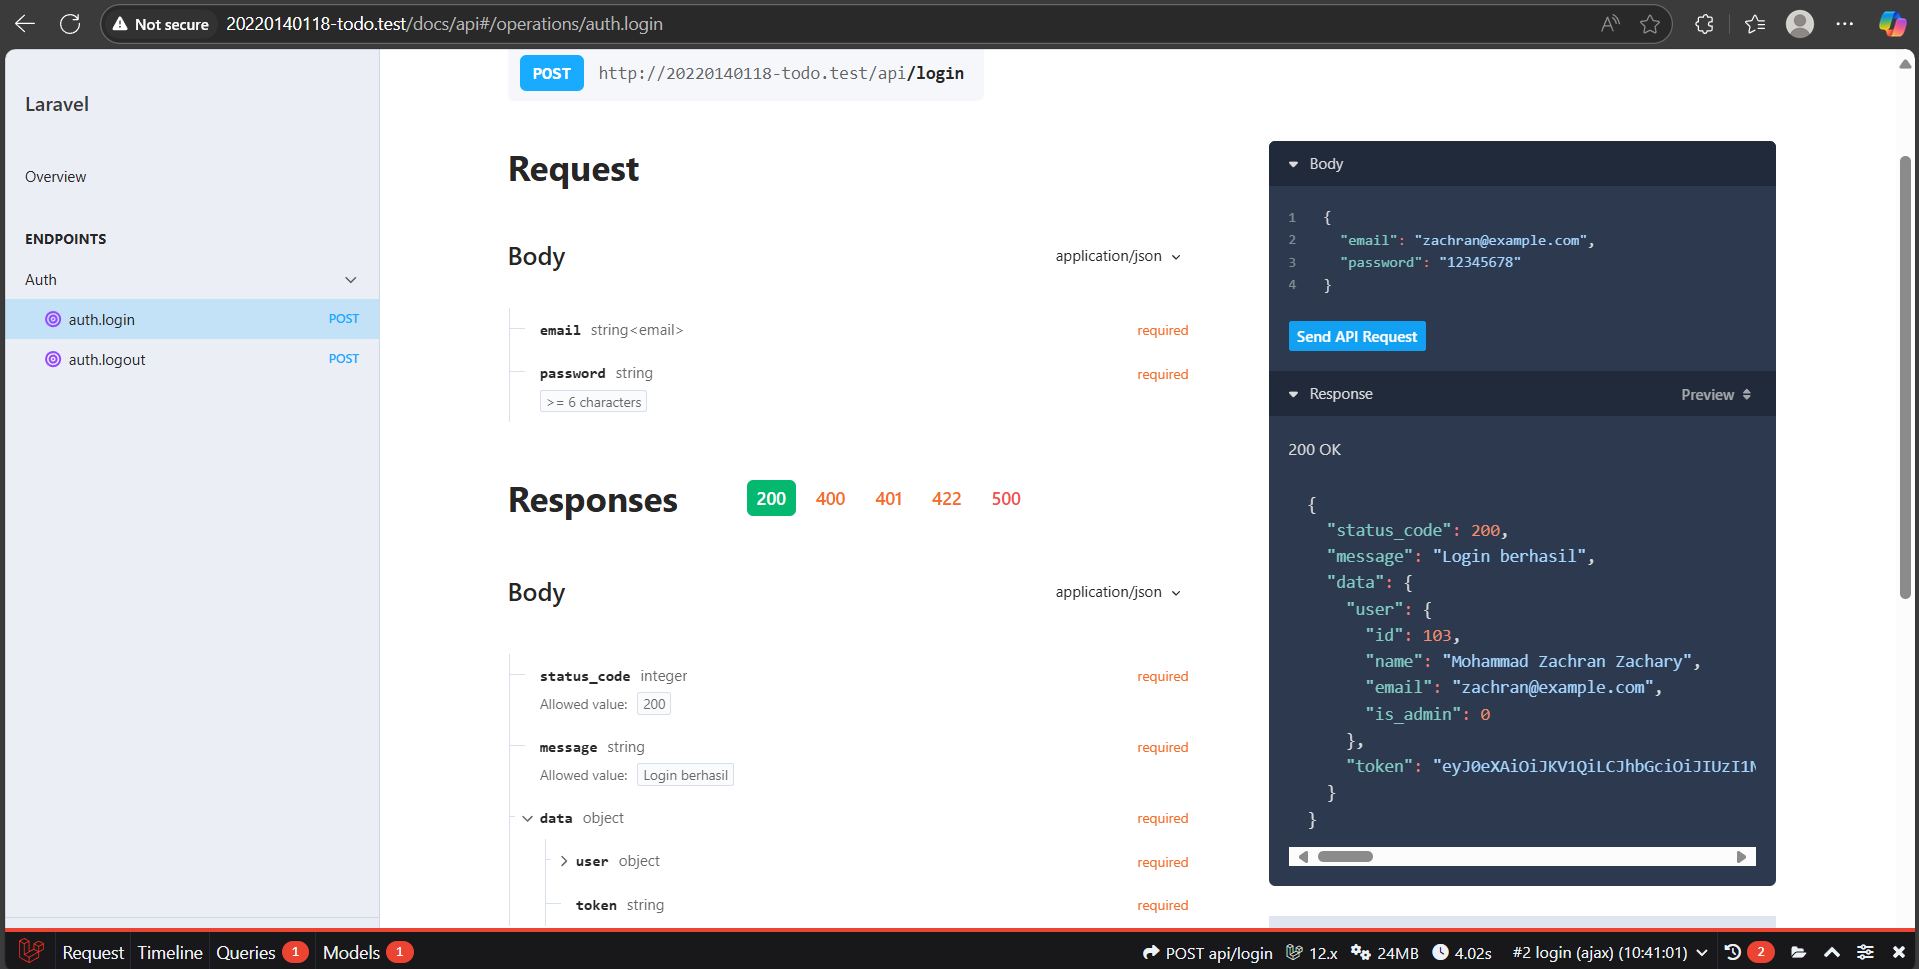 Not secure 20220140118-todo.test/docs/api#/operations/auth.login
Laravel
Overview
ENDPOINTS
Auth
auth.login POST
auth.logout POST
POST http://20220140118-todo.test/api/login
Request
Body application/json
email string<email> required
password string required
>= 6 characters
Responses 200 400 401 422 500
Body application/json
status_code integer required
Allowed value: 200
message string required
Allowed value: Login berhasil
data object required
user object required
token string required
Body
1 {
2 "email": "zachran@example.com",
3 "password": "12345678"
4 }
Send API Request
Response Preview
200 OK
{
"status_code": 200,
"message": "Login berhasil",
"data": {
"user": {
"id": 103,
"name": "Mohammad Zachran Zachary",
"email": "zachran@example.com",
"is_admin": 0
},
"token": "eyJ0eXAiOiJKV1QiLCJhbGciOiJIUzI1N
}
}
Request Timeline Queries 1 Models 1 POST api/login 12.x 24MB 4.02s #2 login (ajax) (10:41:01) 2